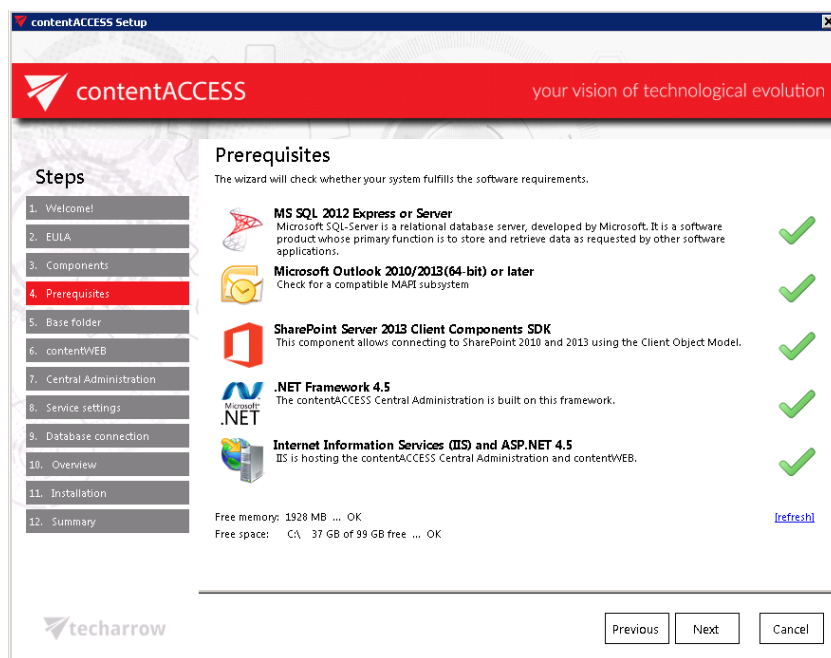 contentACCESS Setup
contentACCESS
your vision of technological evolution
Steps
1. Welcome!
2. EULA
3. Components
4. Prerequisites
5. Base folder
6. contentWEB
7. Central Administration
8. Service settings
9. Database connection
10. Overview
11. Installation
12. Summary
Prerequisites
The wizard will check whether your system fulfills the software requirements.
MS SQL 2012 Express or Server
Microsoft SQL-Server is a relational database server, developed by Microsoft. It is a software
product whose primary function is to store and retrieve data as requested by other software
applications.
Microsoft Outlook 2010/2013(64-bit) or later
Check for a compatible MAPI subsystem
SharePoint Server 2013 Client Components SDK
This component allows connecting to SharePoint 2010 and 2013 using the Client Object Model.
Microsoft
.NET
.NET Framework 4.5
The contentACCESS Central Administration is built on this framework.
Internet Information Services (IIS) and ASP.NET 4.5
IIS is hosting the contentACCESS Central Administration and contentWEB.
Free memory: 1928 MB ... OK
[refresh]
Free space: C:\ 37 GB of 99 GB free ... OK
techarrow
Previous
Next
Cancel